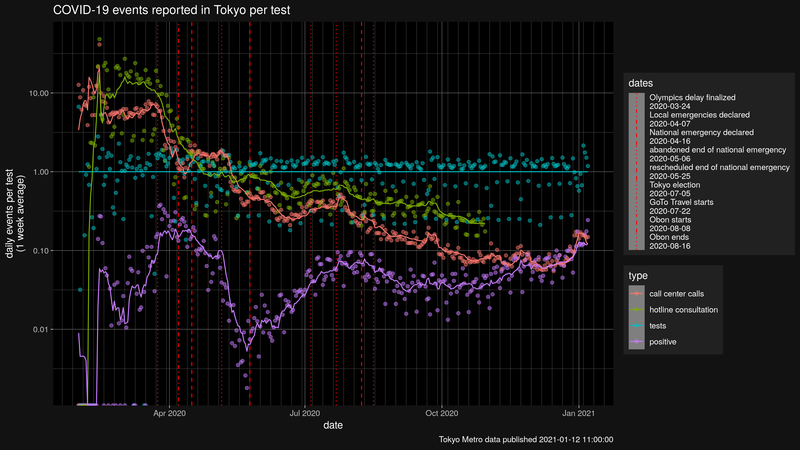 COVID-19 events reported in Tokyo per test
daily events per test
(1 week average)
10.00
1.00
0.10
0.01
Apr 2020
Jul 2020
Oct 2020
Jan 2021
date
Tokyo Metro data published 2021-01-12 11:00:00
dates
Olympics delay finalized
2020-03-24
Local emergencies declared
2020-04-07
National emergency declared
2020-04-16
abandoned end of national emergency
2020-05-06
rescheduled end of national emergency
2020-05-25
Tokyo election
2020-07-05
GoTo Travel starts
2020-07-22
Obon starts
2020-08-08
Obon ends
2020-08-16
type
call center calls
hotline consultation
tests
positive